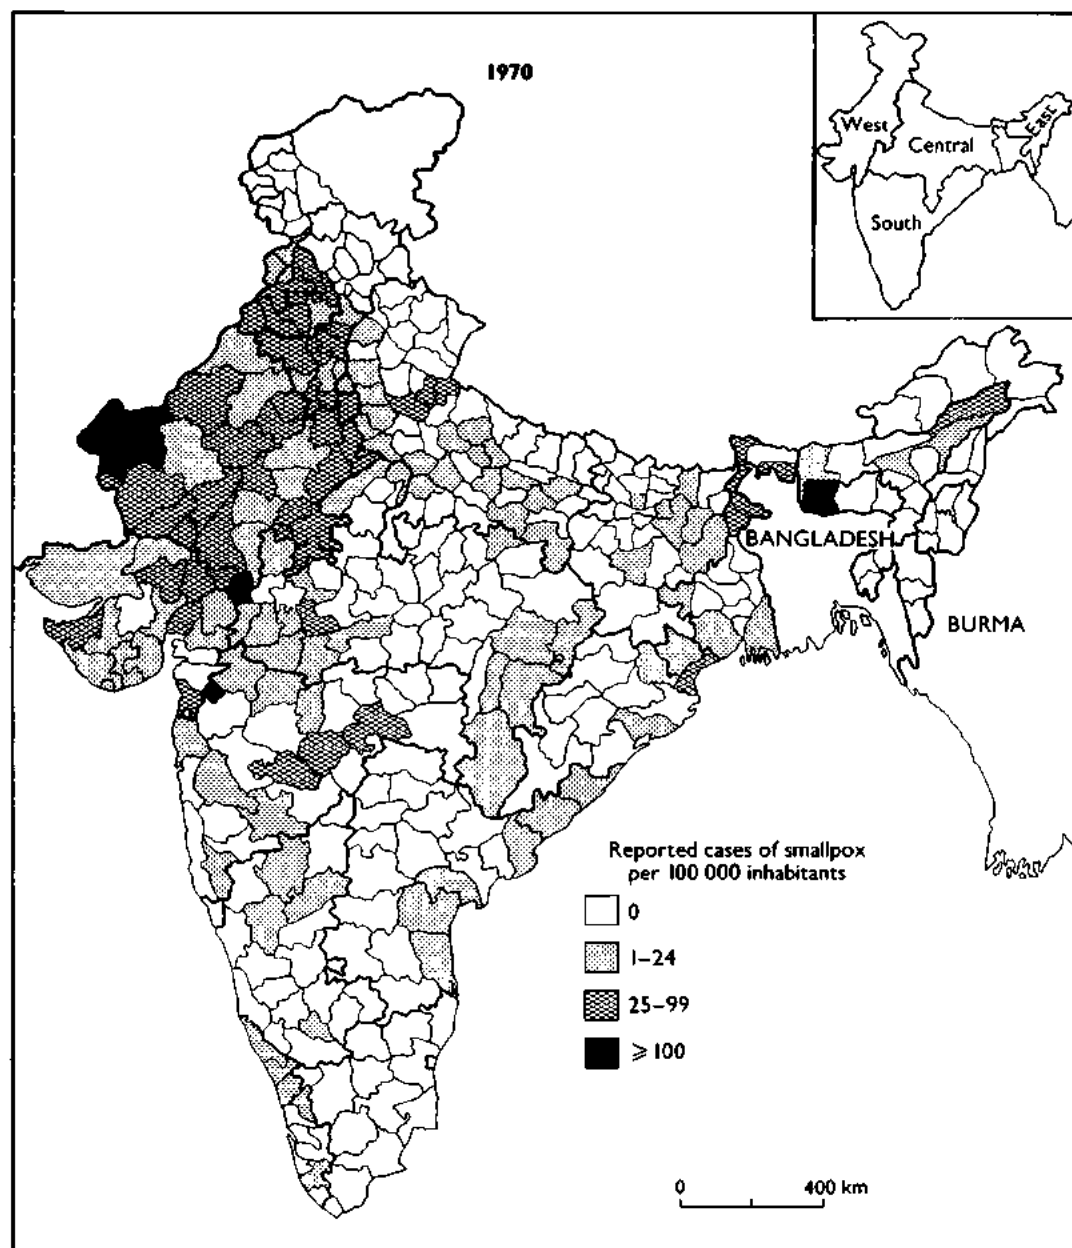 1970
West
Central
East
South
BANGLADESH
BURMA
Reported cases of smallpox
per 100 000 inhabitants
0
1–24
25–99
⩾ 100
0 400 km